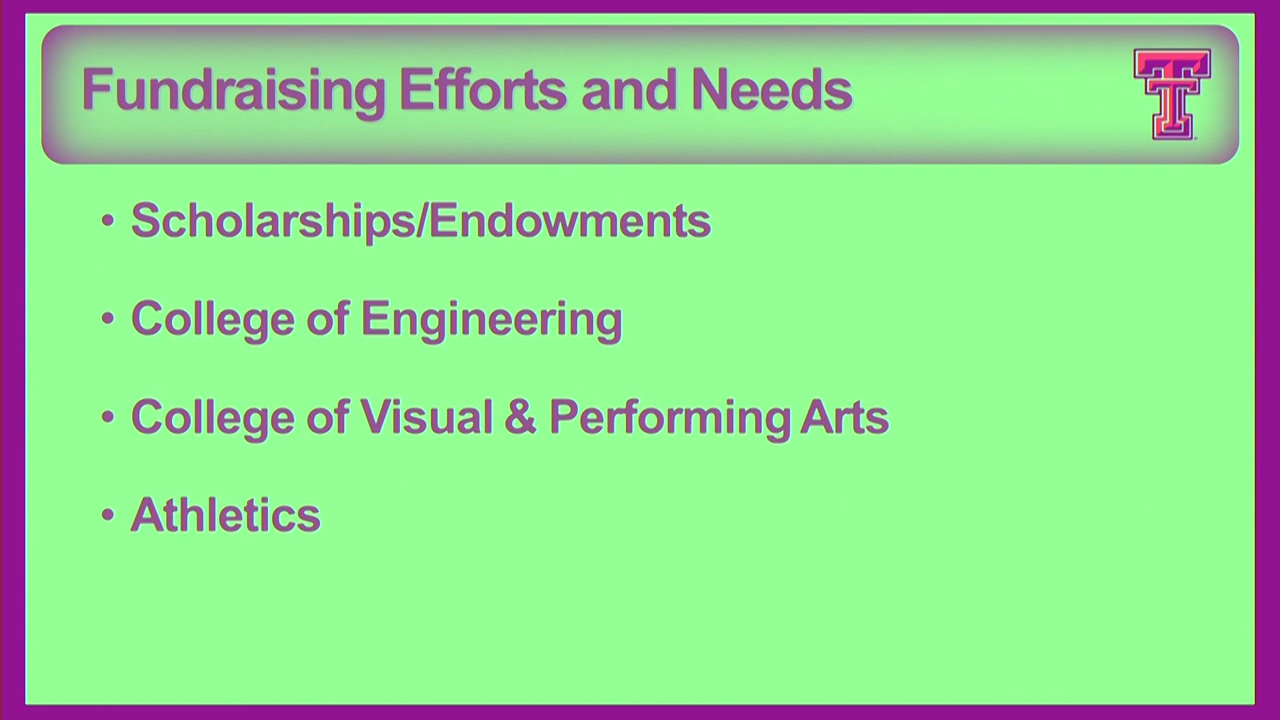 Fundraising Efforts and Needs
• Scholarships/Endowments
• College of Engineering
• College of Visual & Performing Arts
• Athletics